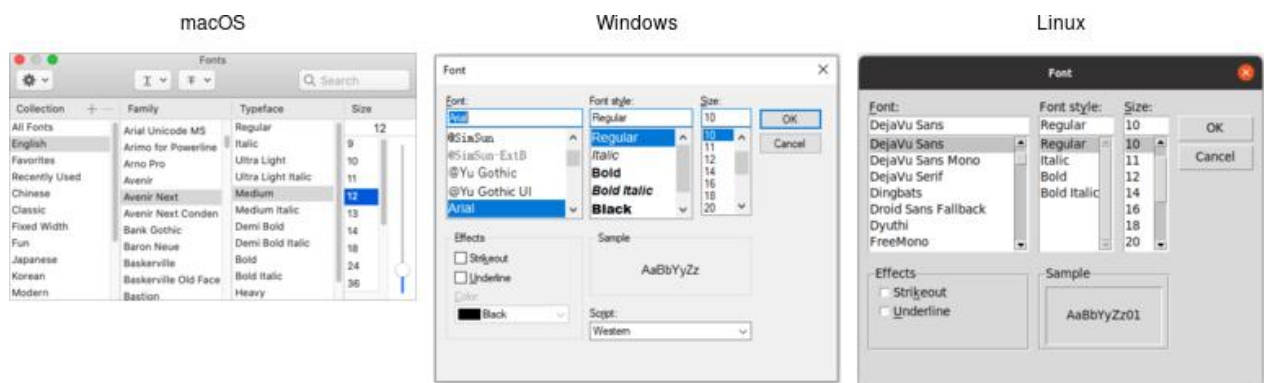 macOS
Windows
Linux
Fonts
Search
Collection + − Family Typeface Size
All Fonts
English
Favorites
Recently Used
Chinese
Classic
Fixed Width
Fun
Japanese
Korean
Modern
Arial Unicode MS
Arimo for Powerline
Arno Pro
Avenir
Avenir Next
Avenir Next Conden
Bank Gothic
Baron Neue
Baskerville
Baskerville Old Face
Bastion
Regular
Italic
Ultra Light
Ultra Light Italic
Medium
Medium Italic
Demi Bold
Demi Bold Italic
Bold
Bold Italic
Heavy
12
9
10
11
12
13
14
18
24
36
Font
Font:
Arial
@SimSun
@SimSun-ExtB
@Yu Gothic
@Yu Gothic UI
Arial
Font style:
Regular
Regular
Italic
Bold
Bold Italic
Black
Size:
10
10
11
12
14
16
18
20
OK
Cancel
Effects
Strikeout
Underline
Color:
Black
Sample
AaBbYyZz
Script:
Western
Font
Font:
DejaVu Sans
DejaVu Sans
DejaVu Sans Mono
DejaVu Serif
Dingbats
Droid Sans Fallback
Dyuthi
FreeMono
Font style:
Regular
Regular
Italic
Bold
Bold Italic
Size:
10
10
11
12
14
16
18
20
OK
Cancel
Effects
Strikeout
Underline
Sample
AaBbYyZz01